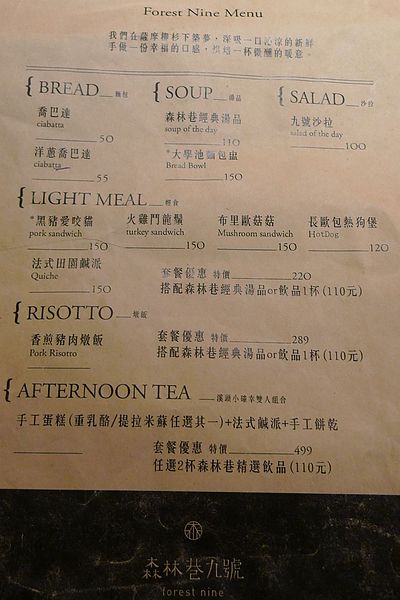 Forest Nine Menu
我們在薩摩柳杉下築夢，深吸一口沁涼的新鮮
手做一份幸福的口感，烘焙一杯微醺的暖意。
{ BREAD 麵包
喬巴達
ciabatta
50
洋蔥喬巴達
ciabatta
55
{ SOUP 湯品
森林巷經典湯品
soup of the day
110
*大學池麵包盅
Bread Bowl
150
{ SALAD 沙拉
九號沙拉
salad of the day
100
{ LIGHT MEAL 輕食
*黑豬愛咬貓
pork sandwich
150
火雞鬥龍鬚
turkey sandwich
150
布里歐菇菇
Mushroom sandwich
150
長歐包熱狗堡
HotDog
120
法式田園鹹派
Quiche
150
套餐優惠 特價 220
搭配森林巷經典湯品or飲品1杯(110元)
{ RISOTTO 燉飯
香煎豬肉燉飯
Pork Risotto
套餐優惠 特價 289
搭配森林巷經典湯品or飲品1杯(110元)
{ AFTERNOON TEA 溪頭小確幸雙人組合
手工蛋糕(重乳酪/提拉米蘇任選其一)+法式鹹派+手工餅乾
套餐優惠 特價 499
任選2杯森林巷精選飲品(110元)
森林巷九號
forest nine